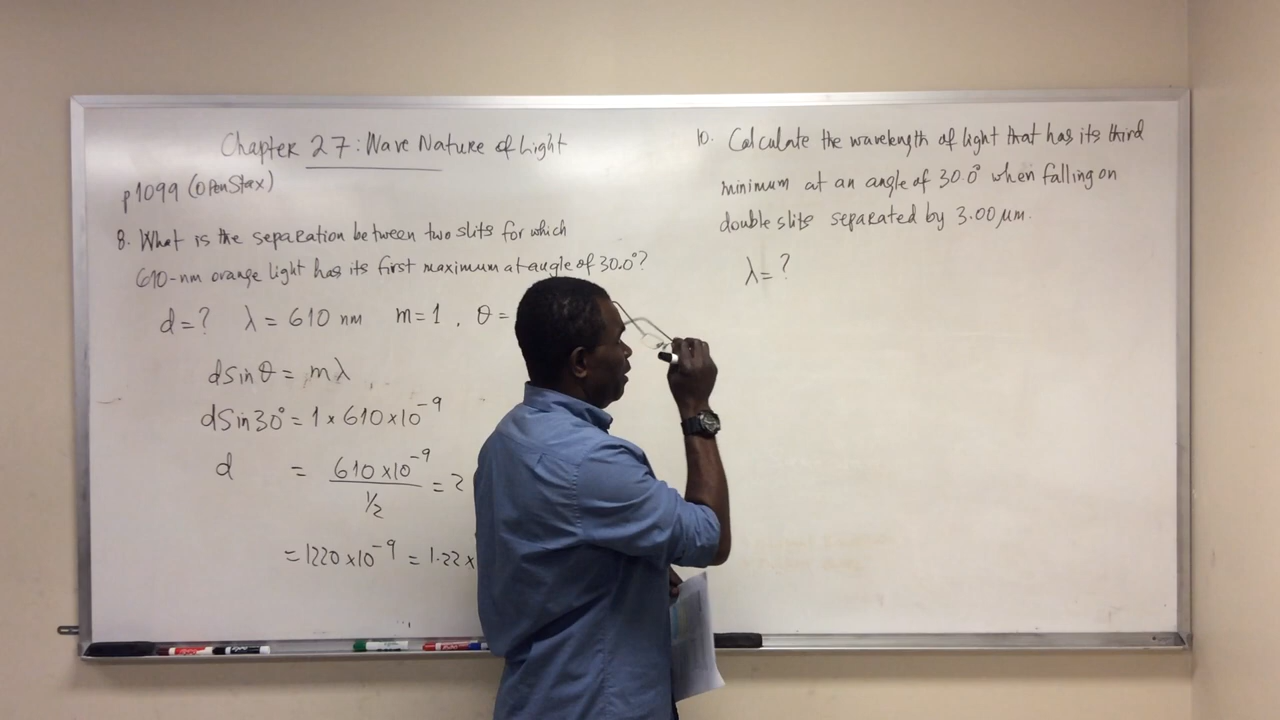 Chapter 27: Wave Nature of Light
p1099 (OpenStax)
8. What is the separation between two slits for which
610-nm orange light has its first maximum at angle of 30.0°?
d = ? λ = 610 nm m = 1 , θ =
dSinθ = mλ
dSin30° = 1 × 610 × 10⁻⁹
d = 610 × 10⁻⁹ / ½ = 2
= 1220 × 10⁻⁹ = 1.22 ×
10. Calculate the wavelength of light that has its third
minimum at an angle of 30.0° when falling on
double slits separated by 3.00 μm.
λ = ?